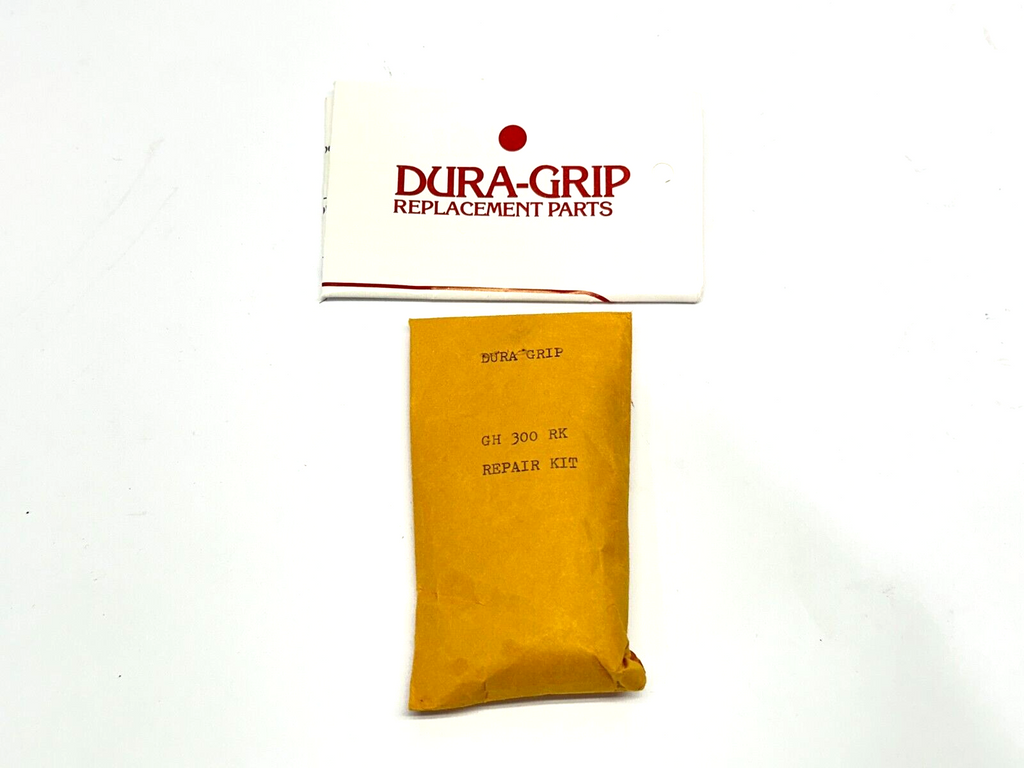 DURA-GRIP
REPLACEMENT PARTS
DURA-GRIP
GH 300 RK
REPAIR KIT